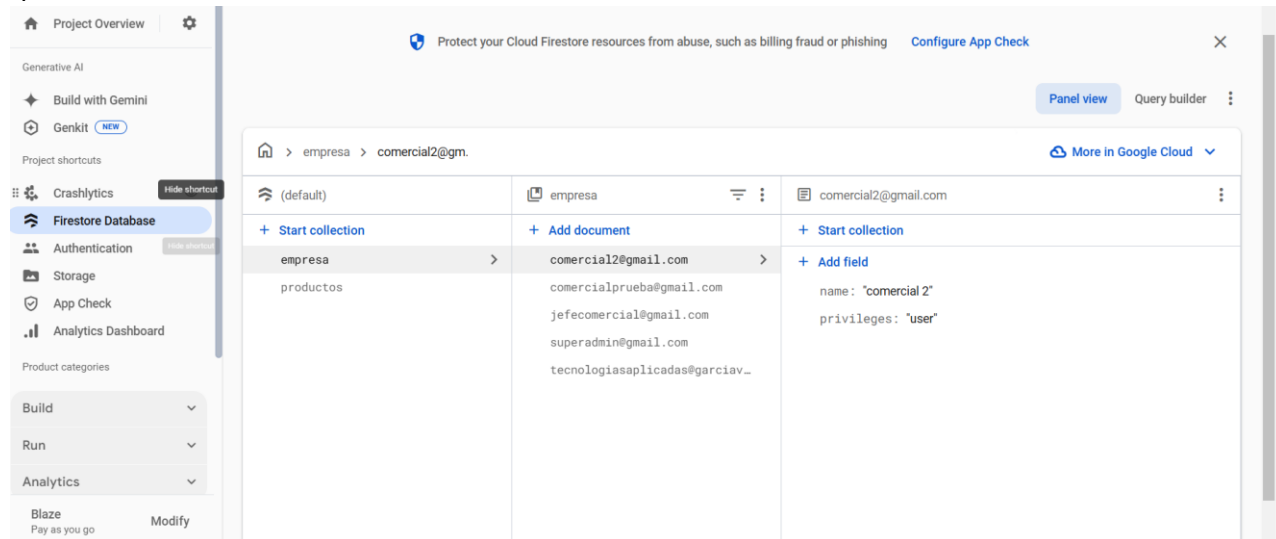 Project Overview
Generative AI
Build with Gemini
Genkit NEW
Project shortcuts
Crashlytics
Hide shortcut
Firestore Database
Authentication
Hide shortcut
Storage
App Check
Analytics Dashboard
Product categories
Build
Run
Analytics
Blaze
Pay as you go
Modify
Protect your Cloud Firestore resources from abuse, such as billing fraud or phishing Configure App Check
Panel view Query builder
empresa > comercial2@gm.
More in Google Cloud
(default)
+ Start collection
empresa
productos
empresa
+ Add document
comercial2@gmail.com
comercialprueba@gmail.com
jefecomercial@gmail.com
superadmin@gmail.com
tecnologiasaplicadas@garciav…
comercial2@gmail.com
+ Start collection
+ Add field
name: "comercial 2"
privileges: "user"